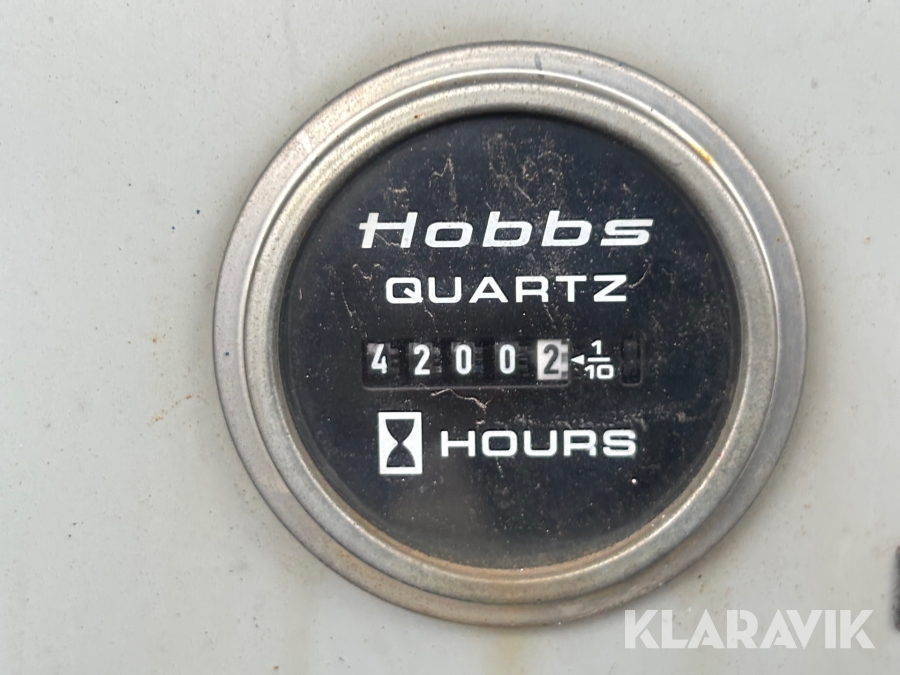 Hobbs
QUARTZ
42002 1/10
HOURS
KLARAVIK